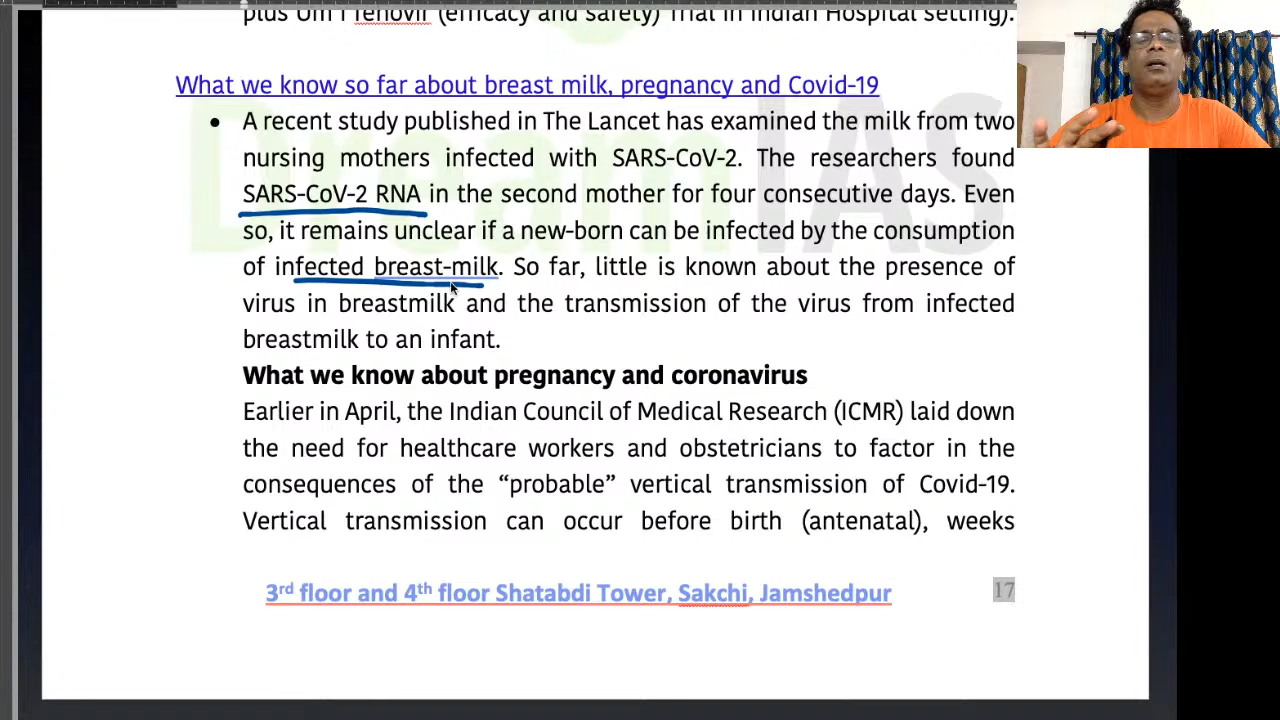 plus Umifenovir (efficacy and safety) Trial in Indian Hospital setting).
What we know so far about breast milk, pregnancy and Covid-19
• A recent study published in The Lancet has examined the milk from two
nursing mothers infected with SARS-CoV-2. The researchers found
SARS-CoV-2 RNA in the second mother for four consecutive days. Even
so, it remains unclear if a new-born can be infected by the consumption
of infected breast-milk. So far, little is known about the presence of
virus in breastmilk and the transmission of the virus from infected
breastmilk to an infant.
What we know about pregnancy and coronavirus
Earlier in April, the Indian Council of Medical Research (ICMR) laid down
the need for healthcare workers and obstetricians to factor in the
consequences of the “probable” vertical transmission of Covid-19.
Vertical transmission can occur before birth (antenatal), weeks
3rd floor and 4th floor Shatabdi Tower, Sakchi, Jamshedpur
17
DreamIAS